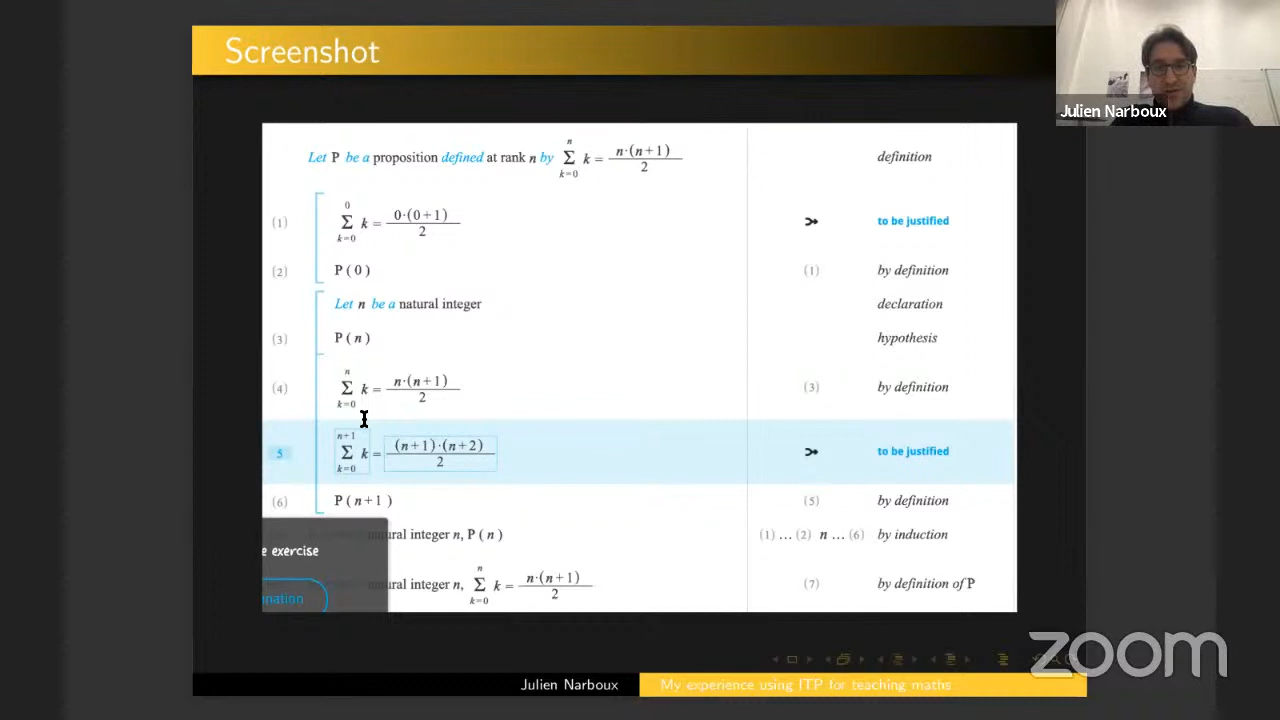 Screenshot
Julien Narboux
Let P be a proposition defined at rank n by n Σ k=0 k = n·(n+1) / 2 definition
(1) 0 Σ k=0 k = 0·(0+1) / 2 ↣ to be justified
(2) P ( 0 ) (1) by definition
Let n be a natural integer declaration
(3) P ( n ) hypothesis
(4) n Σ k=0 k = n·(n+1) / 2 (3) by definition
5 n+1 Σ k=0 k = (n+1)·(n+2) / 2 ↣ to be justified
(6) P ( n+1 ) (5) by definition
ural integer n, P ( n ) (1) ... (2) n ... (6) by induction
e exercise
ural integer n, n Σ k=0 k = n·(n+1) / 2 (7) by definition of P
nation
zoom
Julien Narboux My experience using ITP for teaching maths